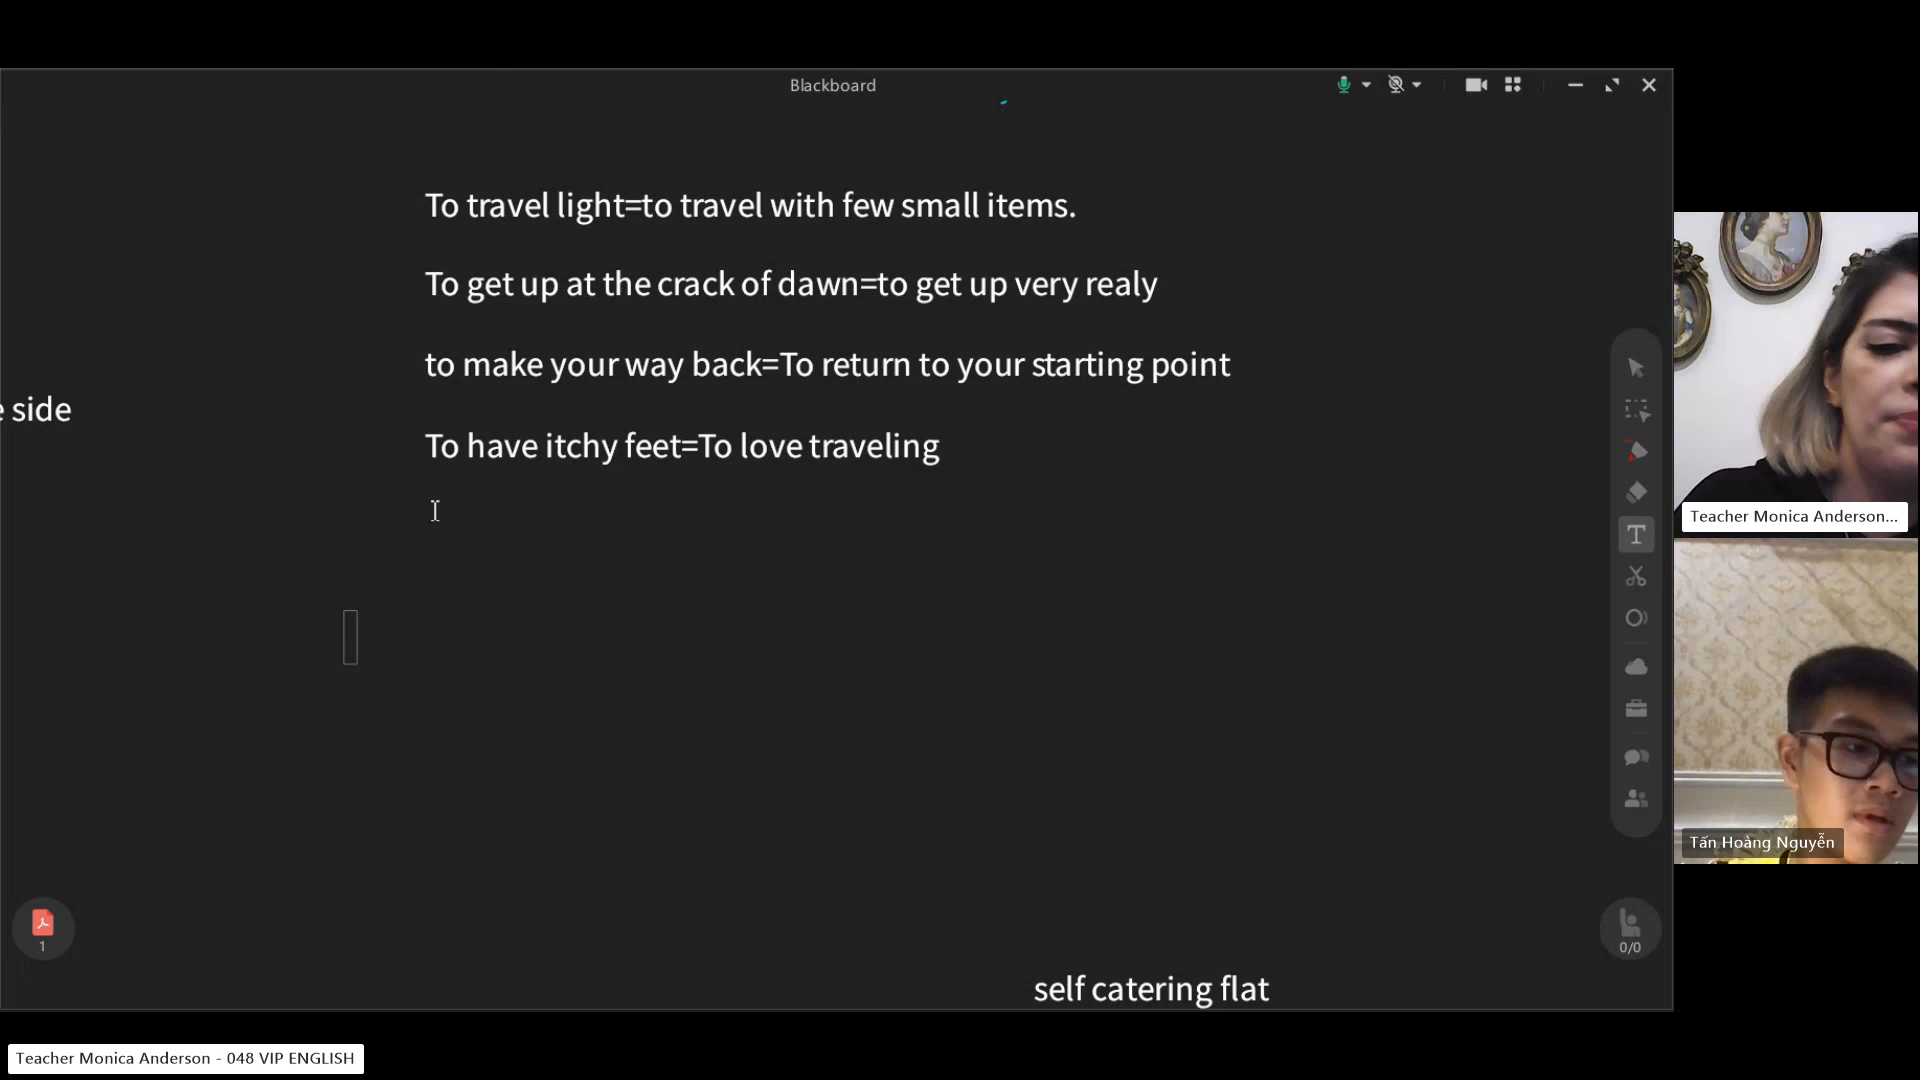 Blackboard
To travel light=to travel with few small items.
To get up at the crack of dawn=to get up very realy
to make your way back=To return to your starting point
e side
To have itchy feet=To love traveling
Teacher Monica Anderson...
Tấn Hoàng Nguyễn
1
0/0
self catering flat
Teacher Monica Anderson - 048 VIP ENGLISH